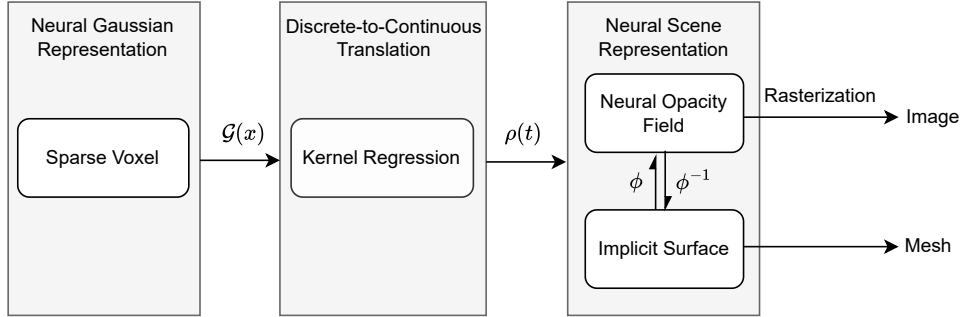 Neural Gaussian
Representation
Sparse Voxel
𝒢(x)
Discrete-to-Continuous
Translation
Kernel Regression
ρ(t)
Neural Scene
Representation
Neural Opacity
Field
ϕ
ϕ⁻¹
Implicit Surface
Rasterization
Image
Mesh